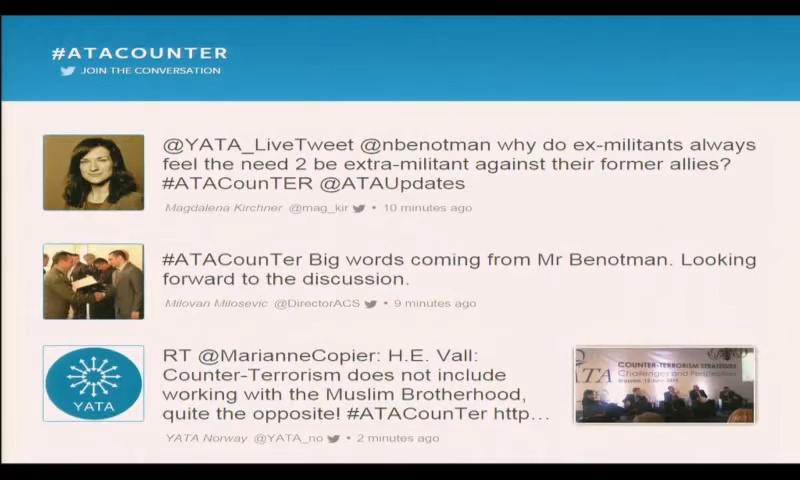 #ATACOUNTER
JOIN THE CONVERSATION
@YATA_LiveTweet @nbenotman why do ex-militants always
feel the need 2 be extra-militant against their former allies?
#ATACounTER @ATAUpdates
Magdalena Kirchner @mag_kir • 10 minutes ago
#ATACounTer Big words coming from Mr Benotman. Looking
forward to the discussion.
Milovan Milosevic @DirectorACS • 9 minutes ago
RT @MarianneCopier: H.E. Vall:
Counter-Terrorism does not include
working with the Muslim Brotherhood,
quite the opposite! #ATACounTer http...
YATA Norway @YATA_no • 2 minutes ago
YATA
ATA
COUNTER-TERRORISM STRATEGIES
Challenges and Perspectives